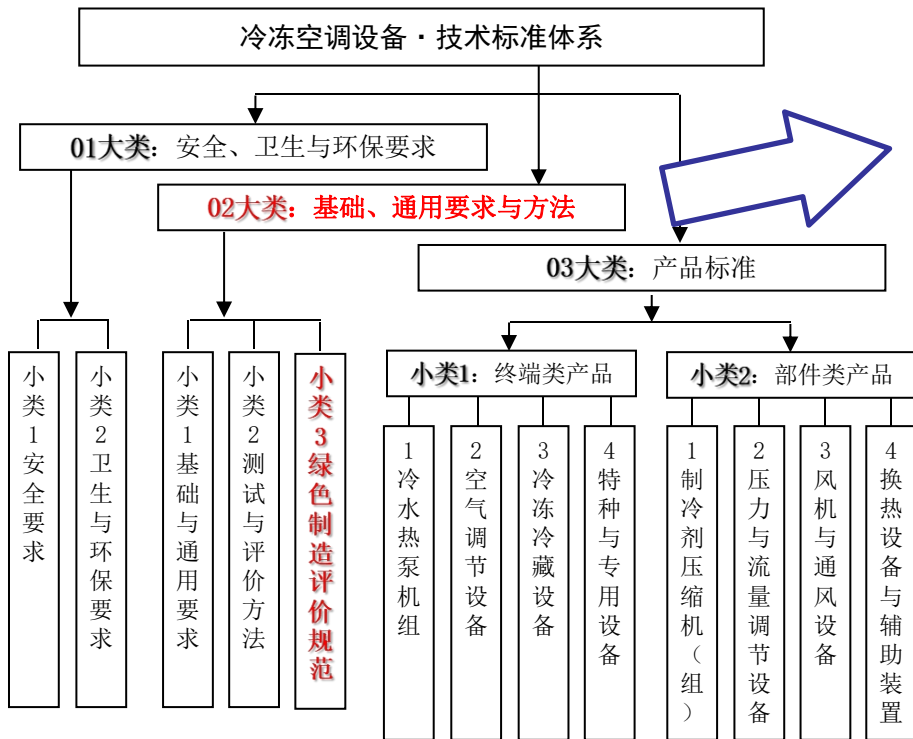 冷冻空调设备·技术标准体系
01大类：安全、卫生与环保要求
02大类：基础、通用要求与方法
03大类：产品标准
小类1安全要求
小类2卫生与环保要求
小类1基础与通用要求
小类2测试与评价方法
小类3绿色制造评价规范
小类1：终端类产品
1冷水热泵机组
2空气调节设备
3冷冻冷藏设备
4特种与专用设备
小类2：部件类产品
1制冷剂压缩机（组）
2压力与流量调节设备
3风机与通风设备
4换热设备与辅助装置